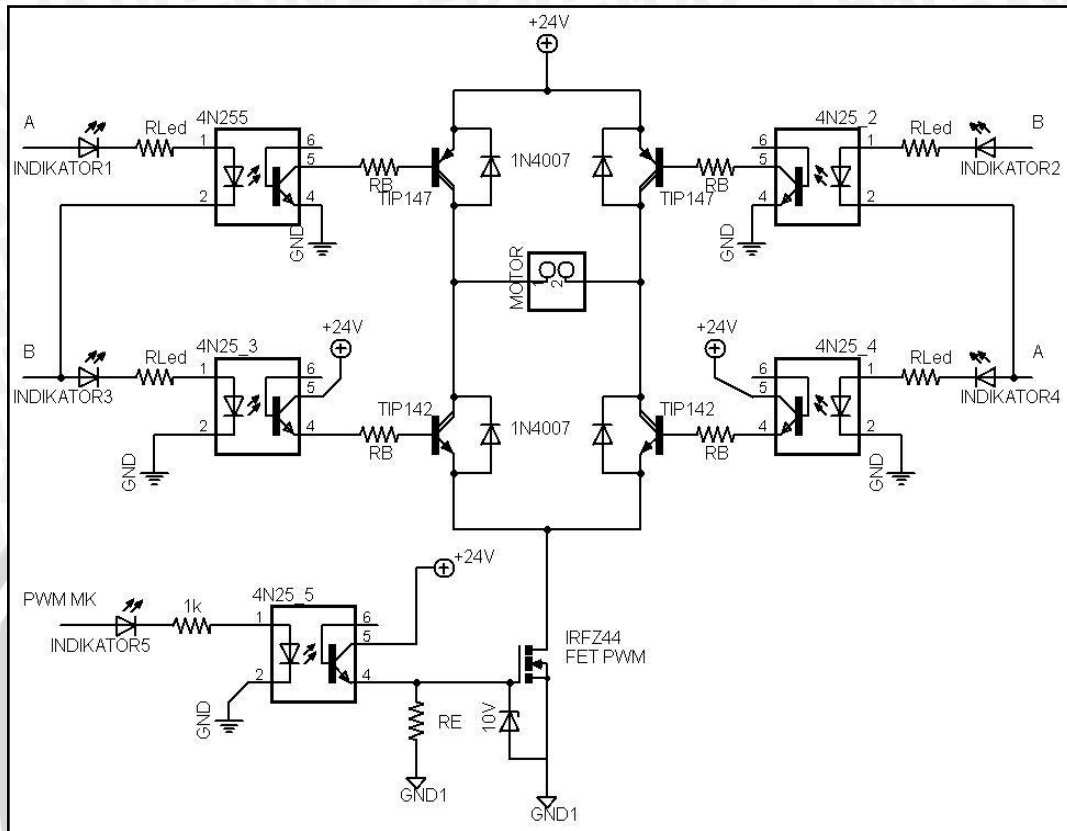 +24V
A
4N255
4N25_2
B
RLed
RLed
INDIKATOR1
1
2
6
5
4
RB
TIP147
1N4007
TIP147
RB
6
5
4
1
2
INDIKATOR2
GND
GND
MOTOR
1
2
+24V
+24V
B
4N25_3
4N25_4
A
RLed
RLed
INDIKATOR3
1
2
6
5
4
RB
TIP142
1N4007
TIP142
RB
6
5
4
1
2
INDIKATOR4
GND
GND
+24V
PWM MK
1k
4N25_5
INDIKATOR5
1
2
6
5
4
IRFZ44
FET PWM
GND
RE
10V
GND1
GND1